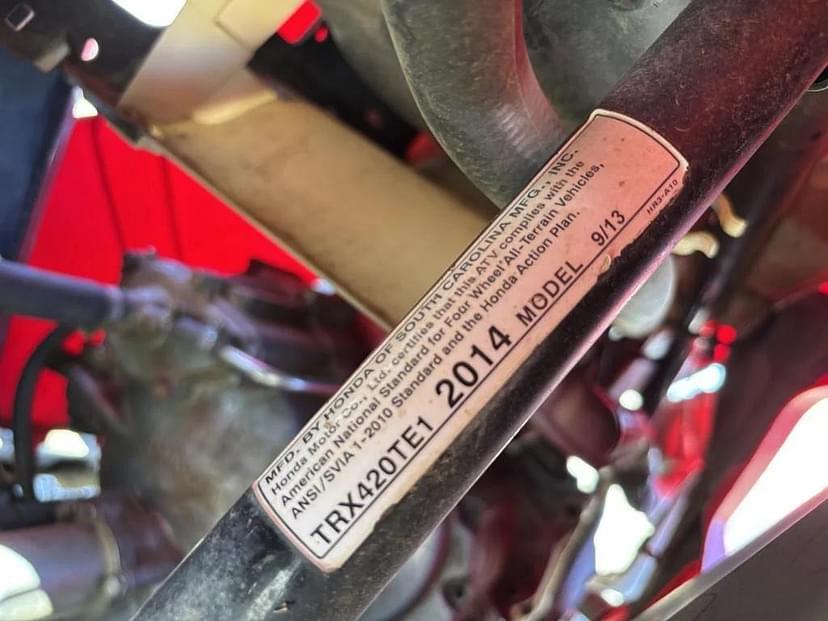 MFD. BY HONDA OF SOUTH CAROLINA MFG., INC.
Honda Motor Co., Ltd. certifies that this ATV complies with the
American National Standard for Four Wheel All-Terrain Vehicles,
ANSI/SVIA 1-2010 Standard and the Honda Action Plan.
TRX420TE1 2014 MODEL 9/13
HR3-A10